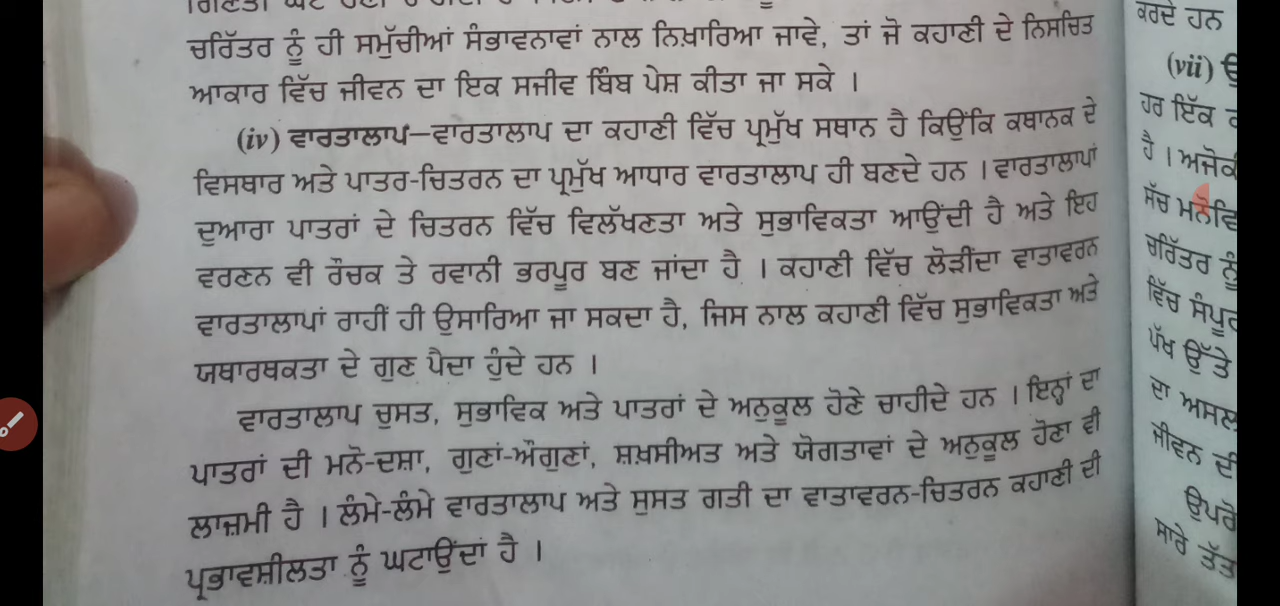 ਚਰਿੱਤਰ ਨੂੰ ਹੀ ਸਮੁੱਚੀਆਂ ਸੰਭਾਵਨਾਵਾਂ ਨਾਲ ਨਿਖ਼ਾਰਿਆ ਜਾਵੇ, ਤਾਂ ਜੋ ਕਹਾਣੀ ਦੇ ਨਿਸਚਿਤ
ਆਕਾਰ ਵਿੱਚ ਜੀਵਨ ਦਾ ਇਕ ਸਜੀਵ ਬਿੰਬ ਪੇਸ਼ ਕੀਤਾ ਜਾ ਸਕੇ ।
(iv) ਵਾਰਤਾਲਾਪ–ਵਾਰਤਾਲਾਪ ਦਾ ਕਹਾਣੀ ਵਿੱਚ ਪ੍ਰਮੁੱਖ ਸਥਾਨ ਹੈ ਕਿਉਂਕਿ ਕਥਾਨਕ ਦੇ
ਵਿਸਥਾਰ ਅਤੇ ਪਾਤਰ-ਚਿਤਰਨ ਦਾ ਪ੍ਰਮੁੱਖ ਆਧਾਰ ਵਾਰਤਾਲਾਪ ਹੀ ਬਣਦੇ ਹਨ । ਵਾਰਤਾਲਾਪਾਂ
ਦੁਆਰਾ ਪਾਤਰਾਂ ਦੇ ਚਿਤਰਨ ਵਿੱਚ ਵਿਲੱਖਣਤਾ ਅਤੇ ਸੁਭਾਵਿਕਤਾ ਆਉਂਦੀ ਹੈ ਅਤੇ ਇਹ
ਵਰਣਨ ਵੀ ਰੌਚਕ ਤੇ ਰਵਾਨੀ ਭਰਪੂਰ ਬਣ ਜਾਂਦਾ ਹੈ । ਕਹਾਣੀ ਵਿੱਚ ਲੋੜੀਂਦਾ ਵਾਤਾਵਰਨ
ਵਾਰਤਾਲਾਪਾਂ ਰਾਹੀਂ ਹੀ ਉਸਾਰਿਆ ਜਾ ਸਕਦਾ ਹੈ, ਜਿਸ ਨਾਲ ਕਹਾਣੀ ਵਿੱਚ ਸੁਭਾਵਿਕਤਾ ਅਤੇ
ਯਥਾਰਥਕਤਾ ਦੇ ਗੁਣ ਪੈਦਾ ਹੁੰਦੇ ਹਨ ।
ਵਾਰਤਾਲਾਪ ਚੁਸਤ, ਸੁਭਾਵਿਕ ਅਤੇ ਪਾਤਰਾਂ ਦੇ ਅਨੁਕੂਲ ਹੋਣੇ ਚਾਹੀਦੇ ਹਨ । ਇਨ੍ਹਾਂ ਦਾ
ਪਾਤਰਾਂ ਦੀ ਮਨੋ-ਦਸ਼ਾ, ਗੁਣਾਂ-ਔਗੁਣਾਂ, ਸ਼ਖ਼ਸੀਅਤ ਅਤੇ ਯੋਗਤਾਵਾਂ ਦੇ ਅਨੁਕੂਲ ਹੋਣਾ ਵੀ
ਲਾਜ਼ਮੀ ਹੈ । ਲੰਮੇ-ਲੰਮੇ ਵਾਰਤਾਲਾਪ ਅਤੇ ਸੁਸਤ ਗਤੀ ਦਾ ਵਾਤਾਵਰਨ-ਚਿਤਰਨ ਕਹਾਣੀ ਦੀ
ਪ੍ਰਭਾਵਸ਼ੀਲਤਾ ਨੂੰ ਘਟਾਉਂਦਾਂ ਹੈ ।
ਕਰਦੇ ਹਨ
(vii)
ਹਰ ਇੱਕ
ਹੈ ।
ਸੱਚ
ਚਰਿੱਤਰ ਨੂੰ
ਵਿੱਚ
ਪੱਖ ਉੱਤੇ
ਦਾ
ਜੀਵਨ ਦੀ
ਸਾਰੇ